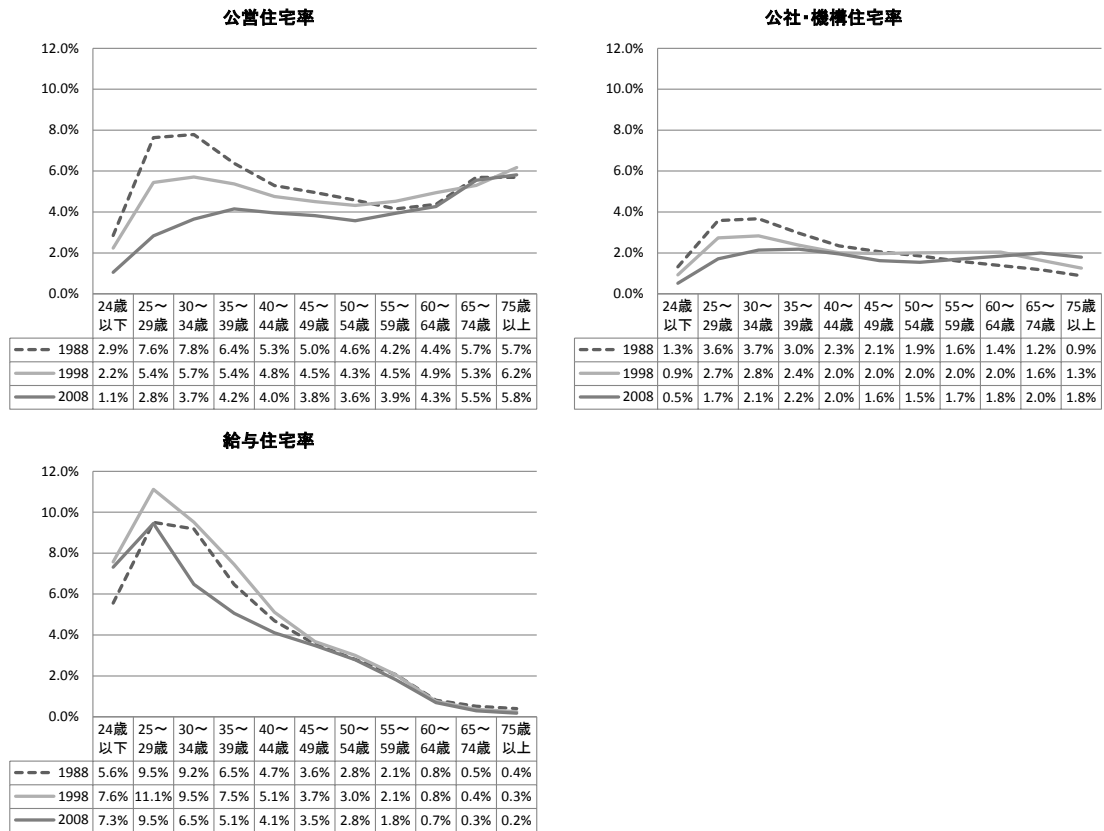 公営住宅率
12.0%
10.0%
8.0%
6.0%
4.0%
2.0%
0.0%
24歳 25～ 30～ 35～ 40～ 45～ 50～ 55～ 60～ 65～ 75歳
以下 29歳 34歳 39歳 44歳 49歳 54歳 59歳 64歳 74歳 以上
1988 2.9% 7.6% 7.8% 6.4% 5.3% 5.0% 4.6% 4.2% 4.4% 5.7% 5.7%
1998 2.2% 5.4% 5.7% 5.4% 4.8% 4.5% 4.3% 4.5% 4.9% 5.3% 6.2%
2008 1.1% 2.8% 3.7% 4.2% 4.0% 3.8% 3.6% 3.9% 4.3% 5.5% 5.8%
公社・機構住宅率
12.0%
10.0%
8.0%
6.0%
4.0%
2.0%
0.0%
24歳 25～ 30～ 35～ 40～ 45～ 50～ 55～ 60～ 65～ 75歳
以下 29歳 34歳 39歳 44歳 49歳 54歳 59歳 64歳 74歳 以上
1988 1.3% 3.6% 3.7% 3.0% 2.3% 2.1% 1.9% 1.6% 1.4% 1.2% 0.9%
1998 0.9% 2.7% 2.8% 2.4% 2.0% 2.0% 2.0% 2.0% 2.0% 1.6% 1.3%
2008 0.5% 1.7% 2.1% 2.2% 2.0% 1.6% 1.5% 1.7% 1.8% 2.0% 1.8%
給与住宅率
12.0%
10.0%
8.0%
6.0%
4.0%
2.0%
0.0%
24歳 25～ 30～ 35～ 40～ 45～ 50～ 55～ 60～ 65～ 75歳
以下 29歳 34歳 39歳 44歳 49歳 54歳 59歳 64歳 74歳 以上
1988 5.6% 9.5% 9.2% 6.5% 4.7% 3.6% 2.8% 2.1% 0.8% 0.5% 0.4%
1998 7.6% 11.1% 9.5% 7.5% 5.1% 3.7% 3.0% 2.1% 0.8% 0.4% 0.3%
2008 7.3% 9.5% 6.5% 5.1% 4.1% 3.5% 2.8% 1.8% 0.7% 0.3% 0.2%